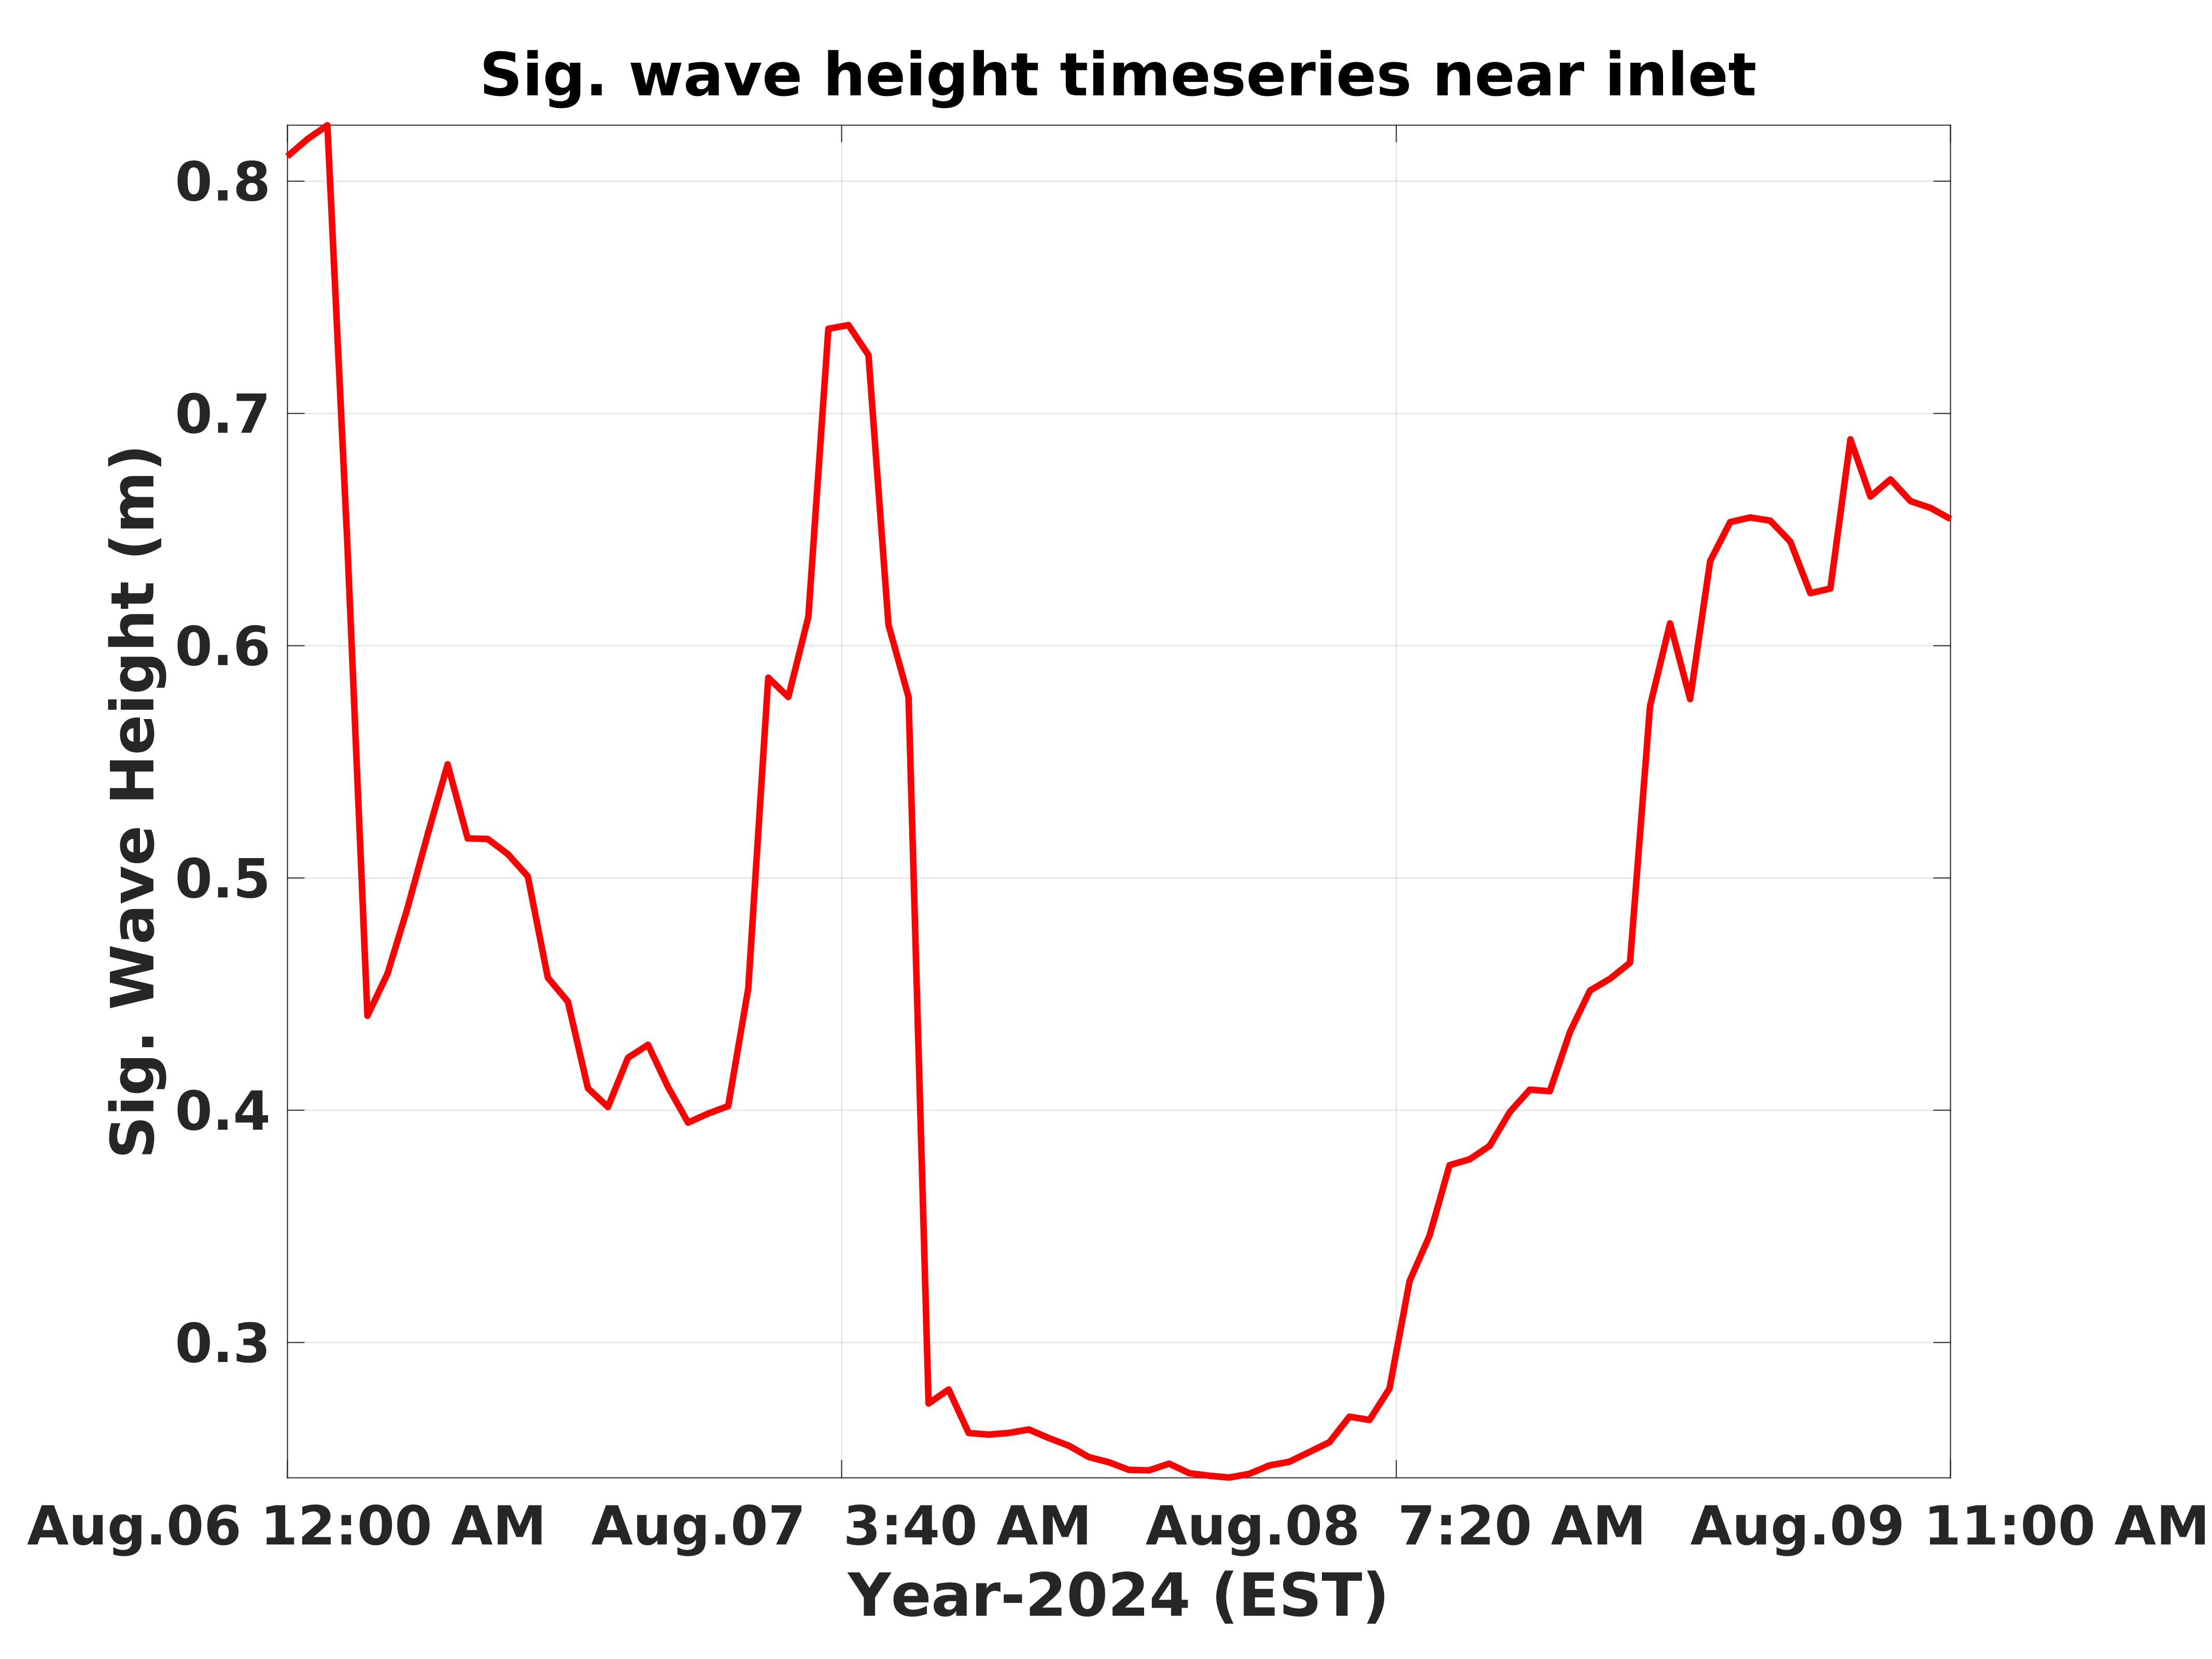 Sig. wave height timeseries near inlet
Sig. Wave Height (m)
0.8
0.7
0.6
0.5
0.4
0.3
Aug.06 12:00 AM Aug.07 3:40 AM Aug.08 7:20 AM Aug.09 11:00 AM
Year-2024 (EST)